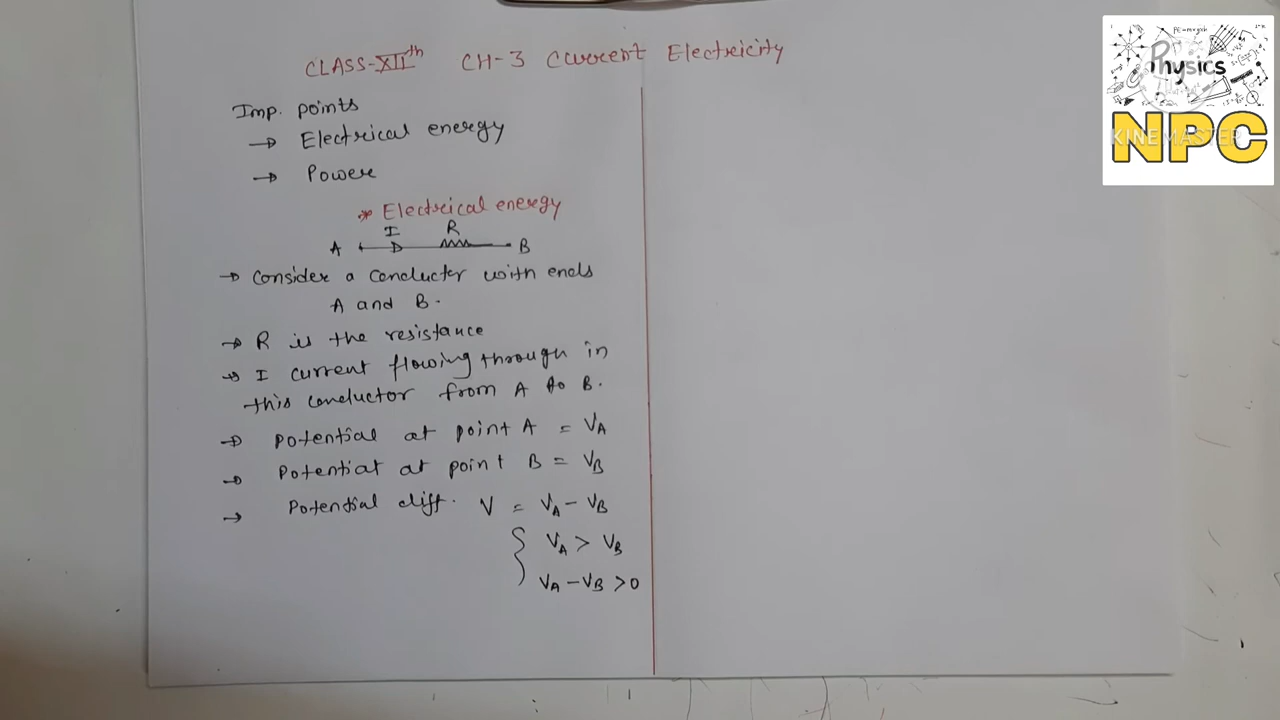 CLASS-XIIth CH-3 Current Electricity
Imp. points
→ Electrical energy
→ Power
* Electrical energy
I R
A B
→ Consider a conductor with ends
A and B.
→ R is the resistance
→ I current flowing through in
this conductor from A to B.
→ potential at point A = VA
→ Potential at point B = VB
→ Potential diff. V = VA - VB
VA > VB
VA - VB > 0
Physics
NPC
KINEMASTER